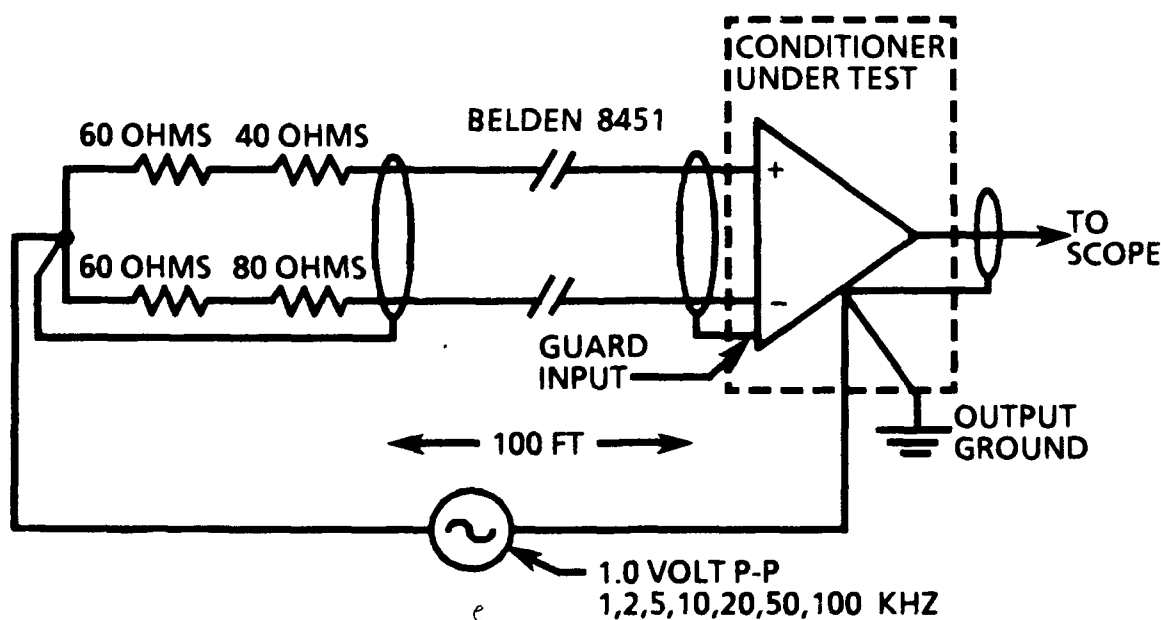 CONDITIONER
UNDER TEST
BELDEN 8451
60 OHMS 40 OHMS
+
TO
SCOPE
60 OHMS 80 OHMS
-
GUARD
INPUT
100 FT
OUTPUT
GROUND
1.0 VOLT P-P
1,2,5,10,20,50,100 KHZ